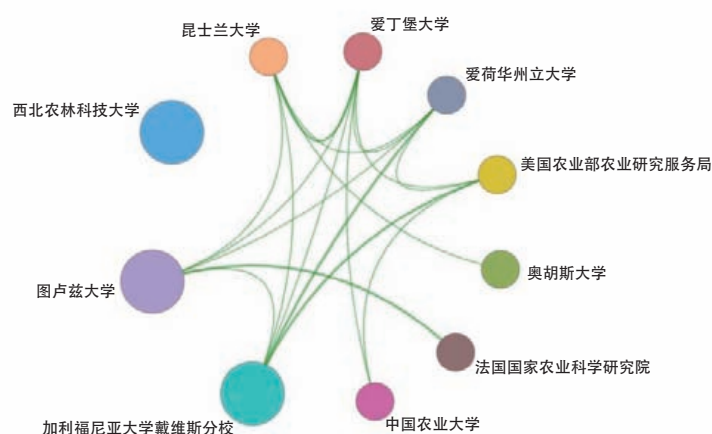 昆士兰大学
爱丁堡大学
爱荷华州立大学
西北农林科技大学
美国农业部农业研究服务局
奥胡斯大学
图卢兹大学
法国国家农业科学研究院
加利福尼亚大学戴维斯分校
中国农业大学